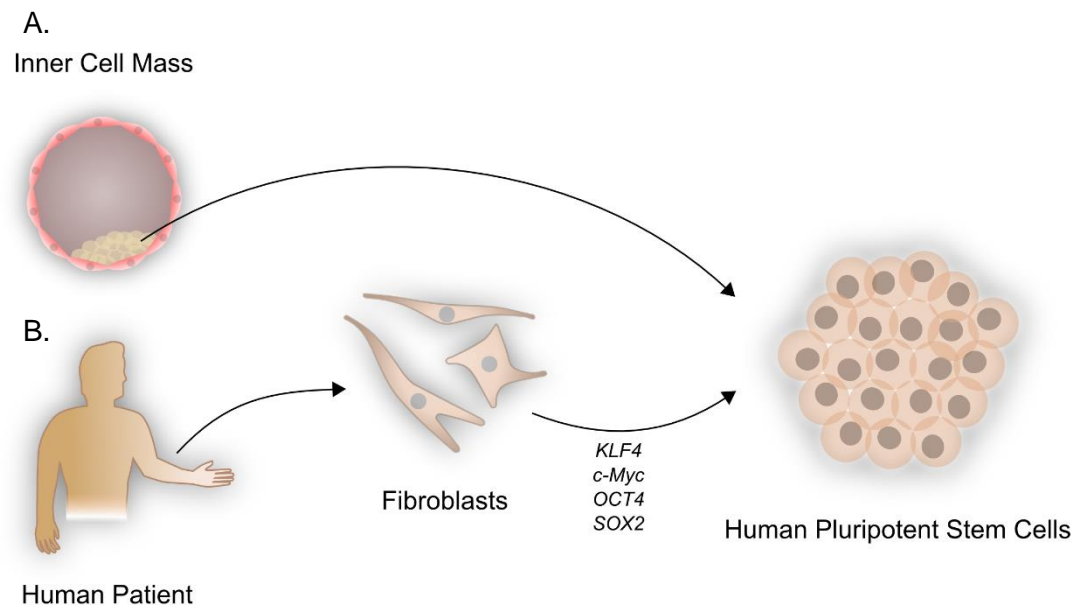 A.
Inner Cell Mass
B.
KLF4
c-Myc
OCT4
SOX2
Fibroblasts
Human Pluripotent Stem Cells
Human Patient